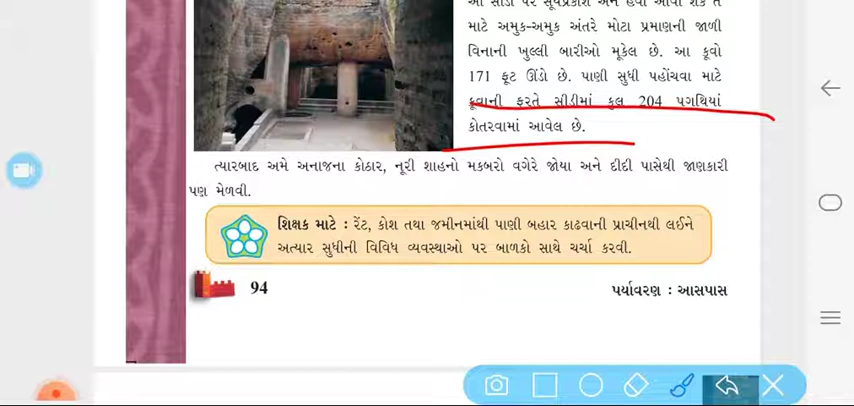 માટે અમુક-અમુક અંતરે મોટા પ્રમાણની જાળી
વિનાની ખુલ્લી બારીઓ મૂકેલ છે. આ કૂવો
171 ફૂટ ઊંડો છે. પાણી સુધી પહોંચવા માટે
કૂવાની ફરતે સીડીમાં કુલ 204 પગથિયાં
કોતરવામાં આવેલ છે.
ત્યારબાદ અમે અનાજના કોઠાર, નૂરી શાહનો મકબરો વગેરે જોયા અને દીદી પાસેથી જાણકારી
પણ મેળવી.
શિક્ષક માટે : રેંટ, કોશ તથા જમીનમાંથી પાણી બહાર કાઢવાની પ્રાચીનથી લઈને
અત્યાર સુધીની વિવિધ વ્યવસ્થાઓ પર બાળકો સાથે ચર્ચા કરવી.
94
પર્યાવરણ : આસપાસ